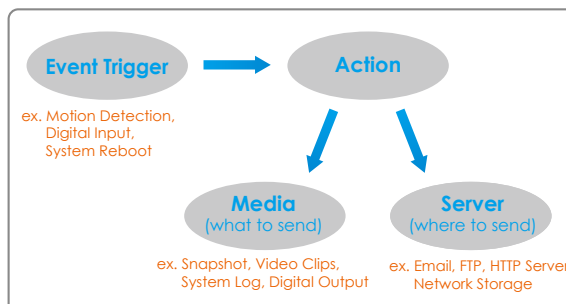 Event Trigger
Action
ex. Motion Detection,
Digital Input,
System Reboot
Media
(what to send)
Server
(where to send)
ex. Snapshot, Video Clips,
System Log, Digital Output
ex. Email, FTP, HTTP Server
Network Storage